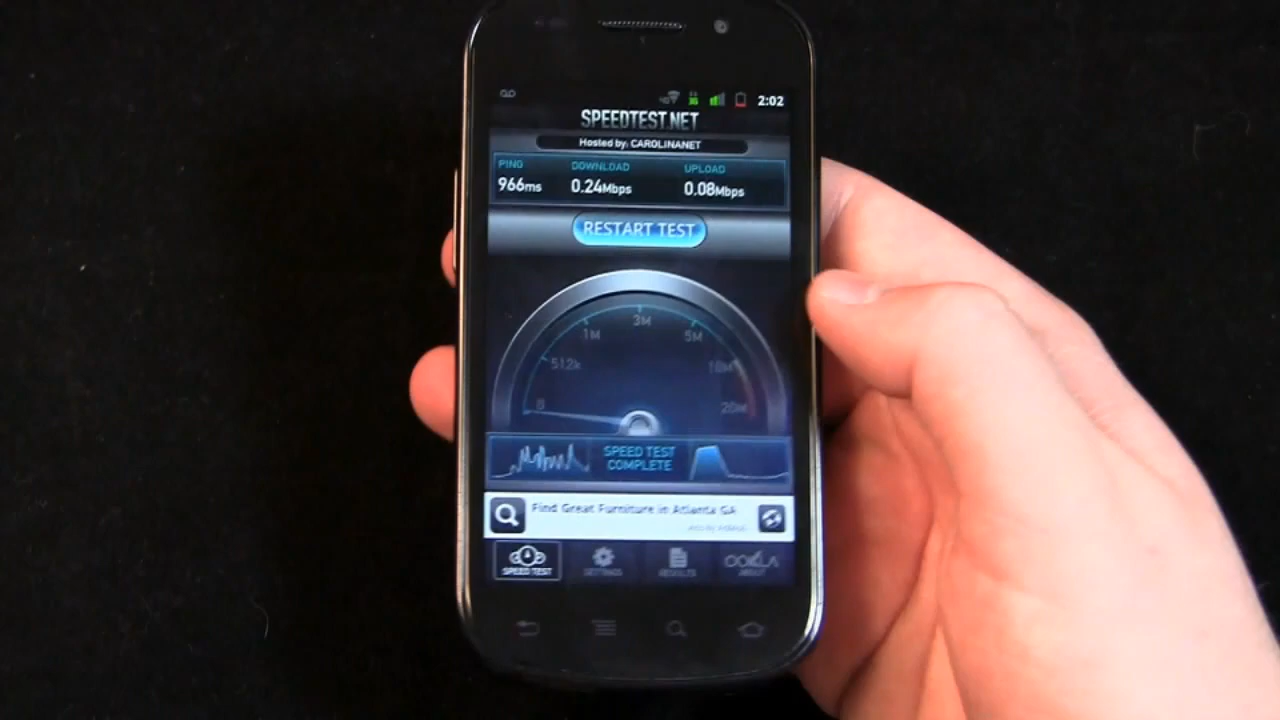 2:02
SPEEDTEST.NET
Hosted by: CAROLINANET
PING DOWNLOAD UPLOAD
966ms 0.24Mbps 0.08Mbps
RESTART TEST
3M
1M 5M
512k 10M
0 20M
SPEED TEST
COMPLETE
Find Great Furniture in Atlanta GA
OOKLA
SPEED TEST SETTINGS RESULTS ABOUT